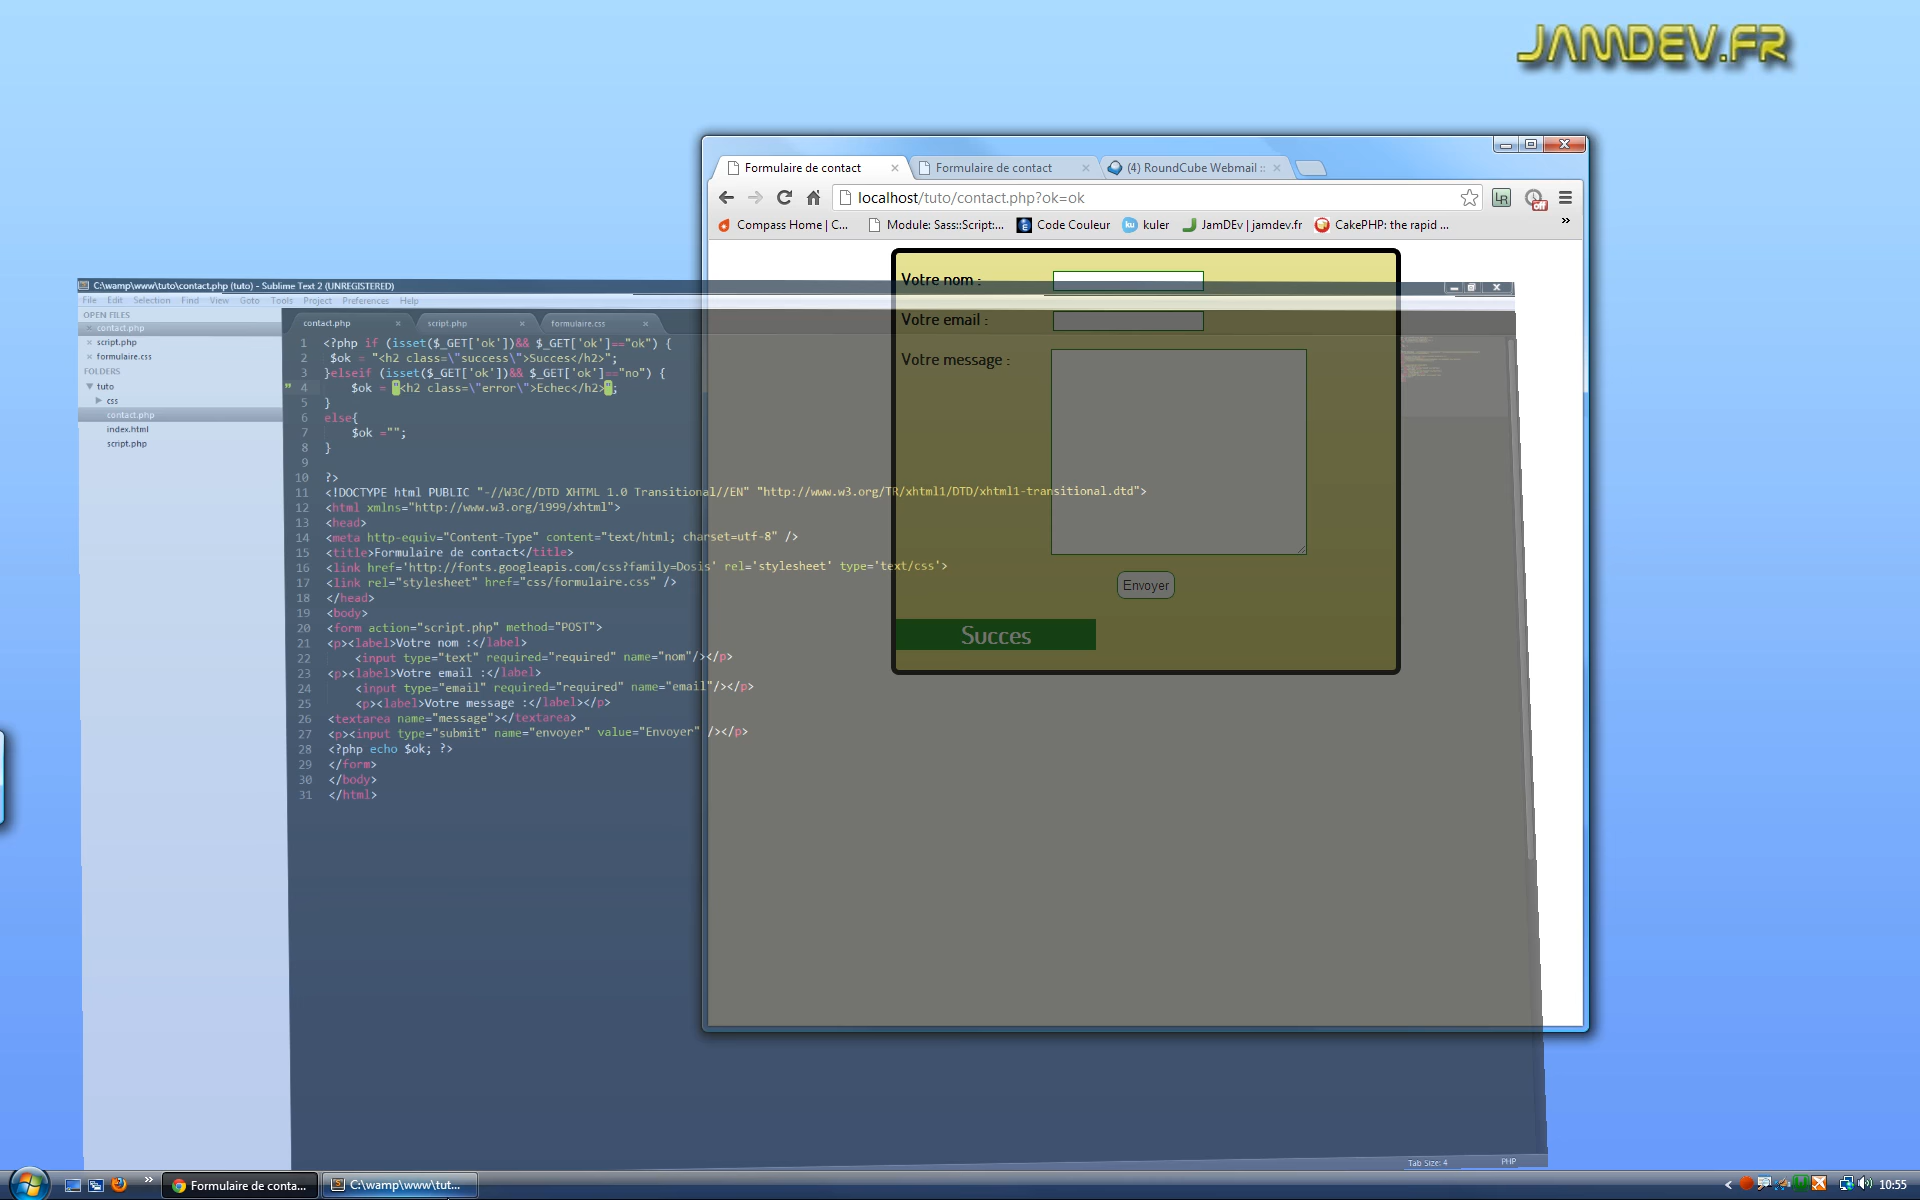 JAMDEV.FR
Formulaire de contact
Formulaire de contact
(4) RoundCube Webmail ::
localhost/tuto/contact.php?ok=ok
Compass Home | C...
Module: Sass::Script:...
Code Couleur
kuler
JamDEv | jamdev.fr
CakePHP: the rapid ...
»
Votre nom :
Votre email :
Votre message :
Envoyer
Succes
C:\wamp\www\tuto\contact.php (tuto) - Sublime Text 2 (UNREGISTERED)
File Edit Selection Find View Goto Tools Project Preferences Help
OPEN FILES
contact.php
script.php
formulaire.css
FOLDERS
tuto
css
contact.php
index.html
script.php
contact.php script.php formulaire.css
1 <?php if (isset($_GET['ok'])&& $_GET['ok']=="ok") {
2 $ok = "<h2 class=\"success\">Succes</h2>";
3 }elseif (isset($_GET['ok'])&& $_GET['ok']=="no") {
4 $ok = "<h2 class=\"error\">Echec</h2>";
5 }
6 else{
7 $ok ="";
8 }
9
10 ?>
11 <!DOCTYPE html PUBLIC "-//W3C//DTD XHTML 1.0 Transitional//EN" "http://www.w3.org/TR/xhtml1/DTD/xhtml1-transitional.dtd">
12 <html xmlns="http://www.w3.org/1999/xhtml">
13 <head>
14 <meta http-equiv="Content-Type" content="text/html; charset=utf-8" />
15 <title>Formulaire de contact</title>
16 <link href='http://fonts.googleapis.com/css?family=Dosis' rel='stylesheet' type='text/css'>
17 <link rel="stylesheet" href="css/formulaire.css" />
18 </head>
19 <body>
20 <form action="script.php" method="POST">
21 <p><label>Votre nom :</label>
22 <input type="text" required="required" name="nom"/></p>
23 <p><label>Votre email :</label>
24 <input type="email" required="required" name="email"/></p>
25 <p><label>Votre message :</label></p>
26 <textarea name="message"></textarea>
27 <p><input type="submit" name="envoyer" value="Envoyer" /></p>
28 <?php echo $ok; ?>
29 </form>
30 </body>
31 </html>
Tab Size: 4 PHP
» Formulaire de conta... C:\wamp\www\tut... 10:55